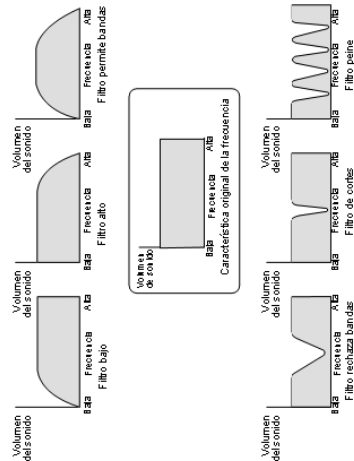 Volumen
del sonido
Baja Frecuencia Alta
Filtro bajo
Volumen
del sonido
Baja Frecuencia Alta
Filtro alto
Volumen
del sonido
Baja Frecuencia Alta
Filtro permite bandas
Volumen
de sonido
Baja Frecuencia Alta
Característica original de la frecuencia
Volumen
del sonido
Baja Frecuencia Alta
Filtro rechaza bandas
Volumen
del sonido
Baja Frecuencia Alta
Filtro de cortes
Volumen
del sonido
Baja Frecuencia Alta
Filtro peine